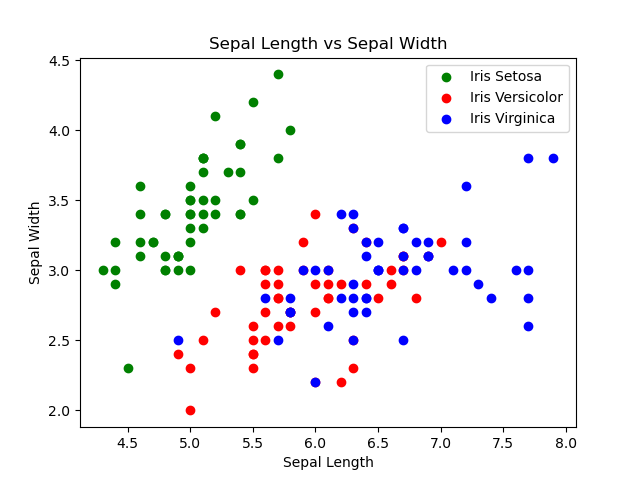 Sepal Length vs Sepal Width
Iris Setosa
Iris Versicolor
Iris Virginica
Sepal Width
4.5
4.0
3.5
3.0
2.5
2.0
4.5 5.0 5.5 6.0 6.5 7.0 7.5 8.0
Sepal Length